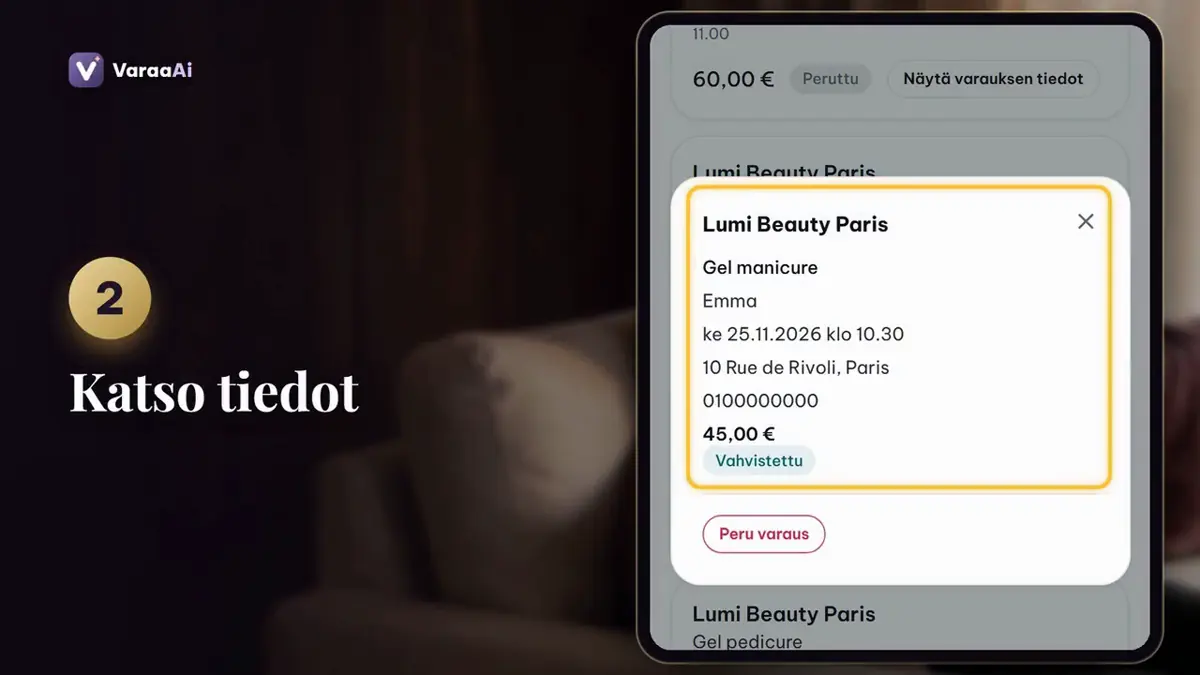 VaraaAi
2
Katso tiedot
11.00
60,00 €
Peruttu
Näytä varauksen tiedot
Lumi Beauty Paris
Lumi Beauty Paris
Gel manicure
Emma
ke 25.11.2026 klo 10.30
10 Rue de Rivoli, Paris
0100000000
45,00 €
Vahvistettu
Peru varaus
Lumi Beauty Paris
Gel pedicure